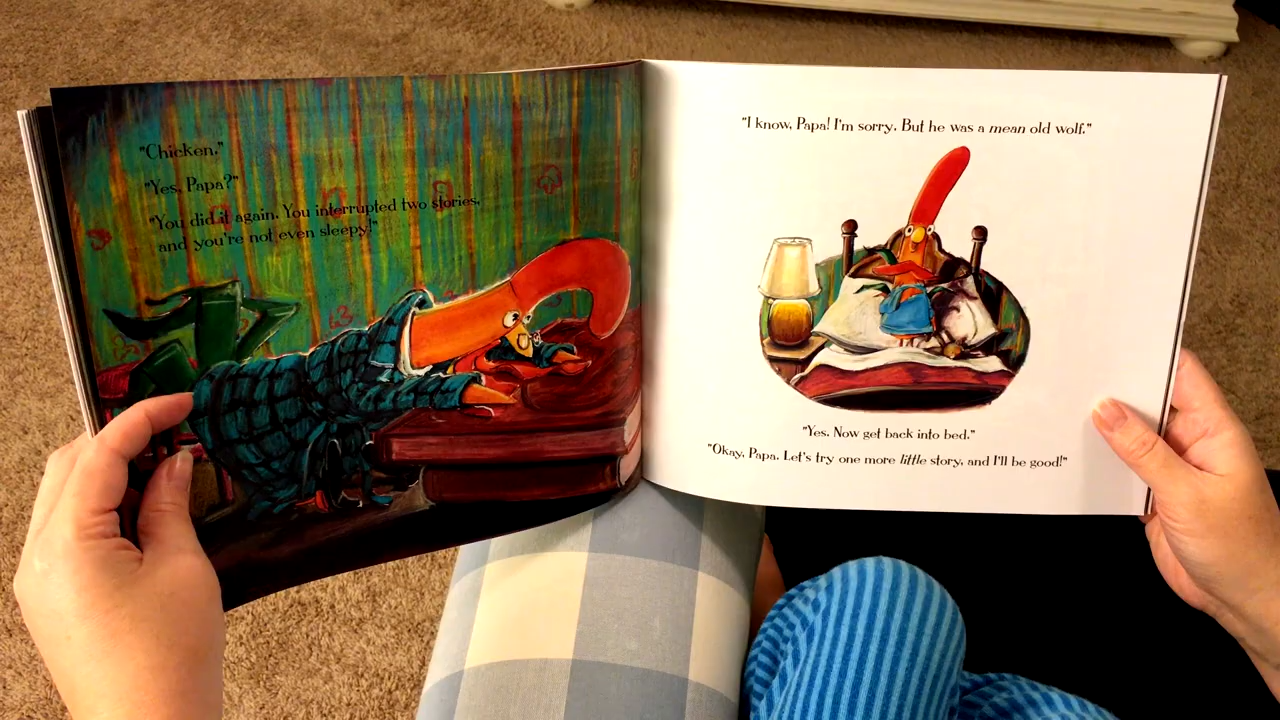 "Chicken."
"Yes, Papa?"
"You did it again. You interrupted two stories,
and you're not even sleepy!"
"I know, Papa! I'm sorry. But he was a mean old wolf."
"Yes. Now get back into bed."
"Okay, Papa. Let's try one more little story, and I'll be good!"